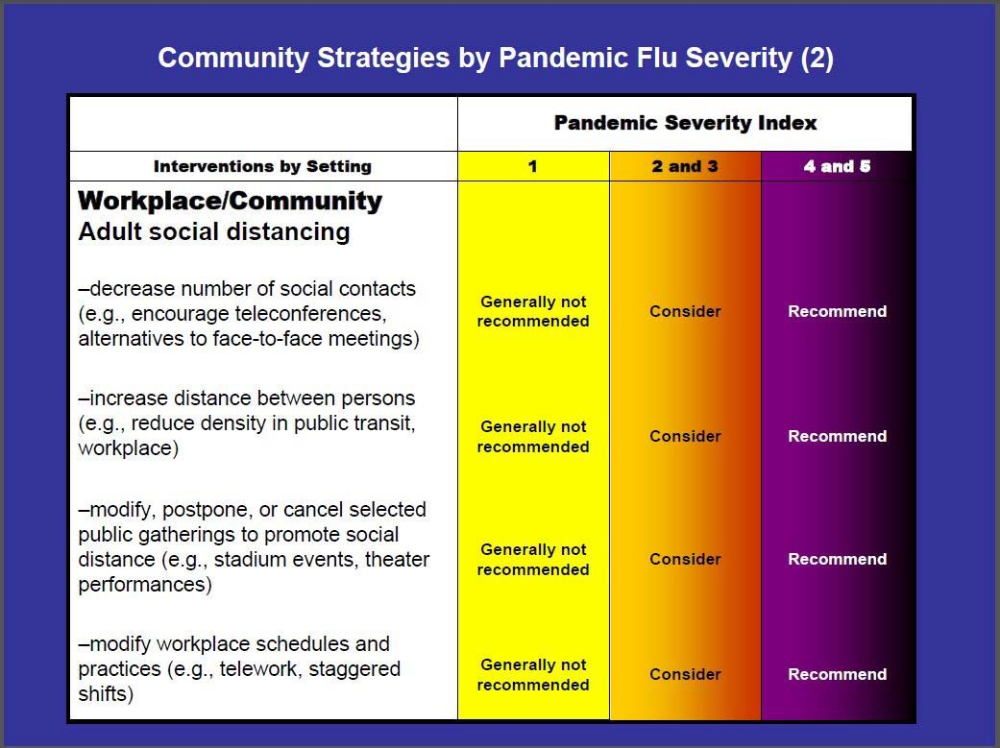 Community Strategies by Pandemic Flu Severity (2)
Pandemic Severity Index
Interventions by Setting
1
2 and 3
4 and 5
Workplace/Community
Adult social distancing
–decrease number of social contacts
(e.g., encourage teleconferences,
alternatives to face-to-face meetings)
Generally not
recommended
Consider
Recommend
–increase distance between persons
(e.g., reduce density in public transit,
workplace)
Generally not
recommended
Consider
Recommend
–modify, postpone, or cancel selected
public gatherings to promote social
distance (e.g., stadium events, theater
performances)
Generally not
recommended
Consider
Recommend
–modify workplace schedules and
practices (e.g., telework, staggered
shifts)
Generally not
recommended
Consider
Recommend